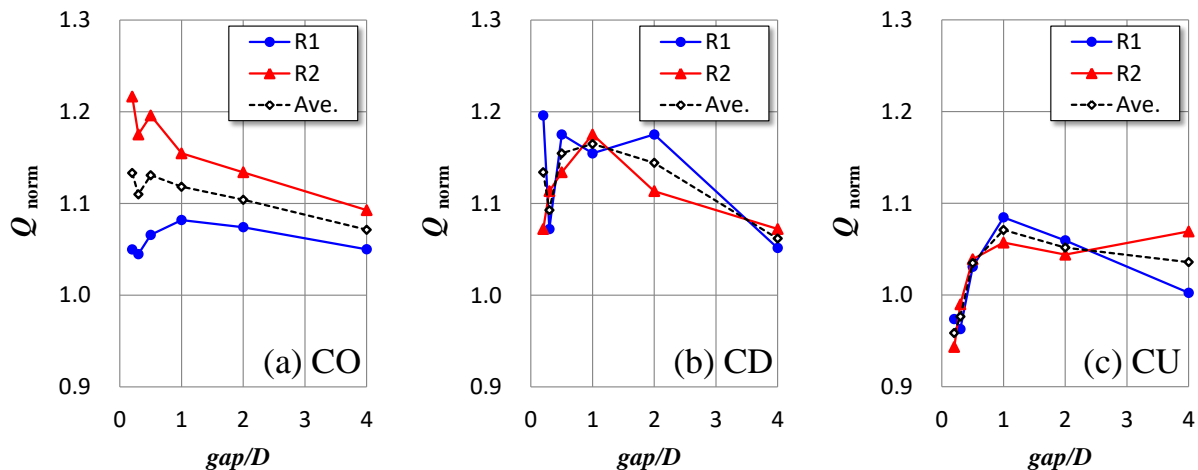 1.3
1.2
1.1
1.0
0.9
Q norm
R1
R2
Ave.
(a) CO
0 1 2 3 4
gap/D
1.3
1.2
1.1
1.0
0.9
Q norm
R1
R2
Ave.
(b) CD
0 1 2 3 4
gap/D
1.3
1.2
1.1
1.0
0.9
Q norm
R1
R2
Ave.
(c) CU
0 1 2 3 4
gap/D